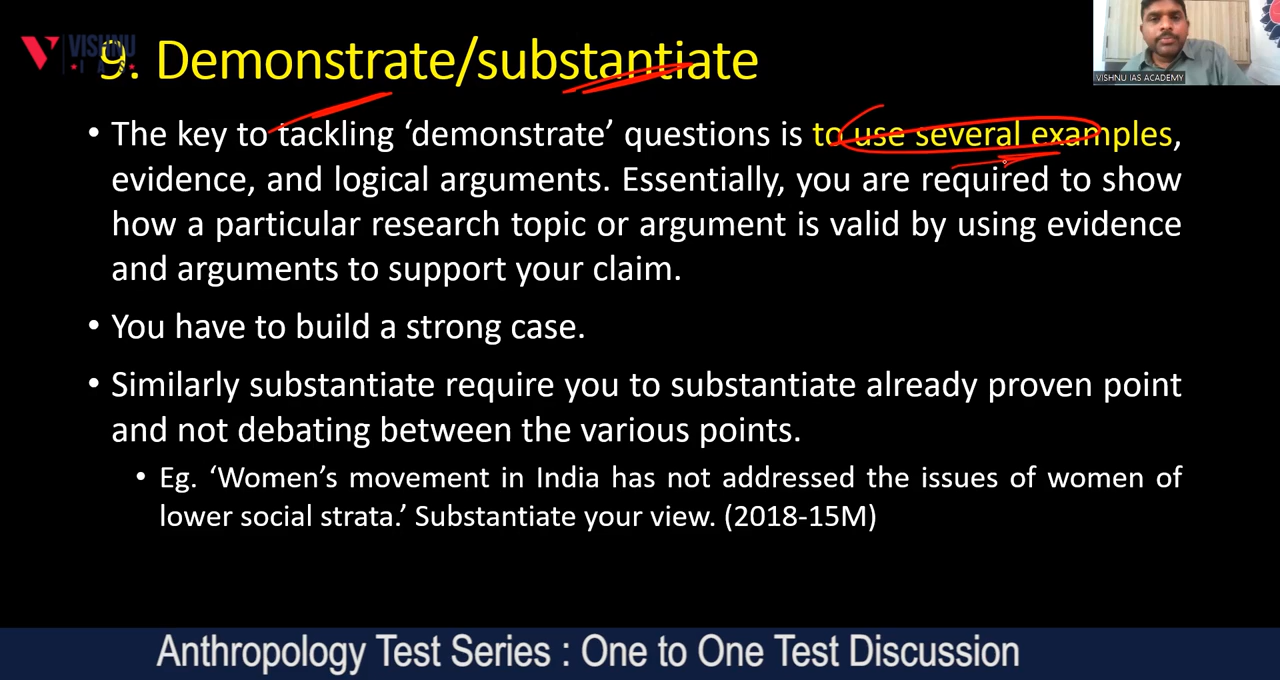 VISHNU
IAS
9. Demonstrate/substantiate
VISHNU IAS ACADEMY
• The key to tackling ‘demonstrate’ questions is to use several examples,
evidence, and logical arguments. Essentially, you are required to show
how a particular research topic or argument is valid by using evidence
and arguments to support your claim.
• You have to build a strong case.
• Similarly substantiate require you to substantiate already proven point
and not debating between the various points.
• Eg. ‘Women’s movement in India has not addressed the issues of women of
lower social strata.’ Substantiate your view. (2018-15M)
Anthropology Test Series : One to One Test Discussion